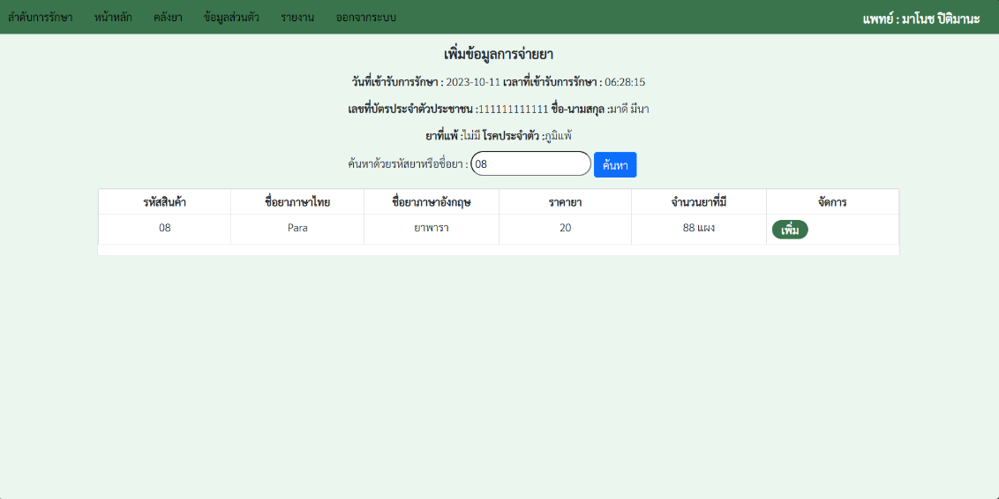 ลำดับการรักษา หน้าหลัก คลังยา ข้อมูลส่วนตัว รายงาน ออกจากระบบ แพทย์ : มาโนช ปิติมานะ
เพิ่มข้อมูลการจ่ายยา
วันที่เข้ารับการรักษา : 2023-10-11 เวลาที่เข้ารับการรักษา : 06:28:15
เลขที่บัตรประจำตัวประชาชน :111111111111 ชื่อ-นามสกุล :มาดี มีนา
ยาที่แพ้ :ไม่มี โรคประจำตัว :ภูมิแพ้
ค้นหาด้วยรหัสยาหรือชื่อยา : 08 ค้นหา
รหัสสินค้า ชื่อยาภาษาไทย ชื่อยาภาษาอังกฤษ ราคายา จำนวนยาที่มี จัดการ
08 Para ยาพารา 20 88 แผง เพิ่ม